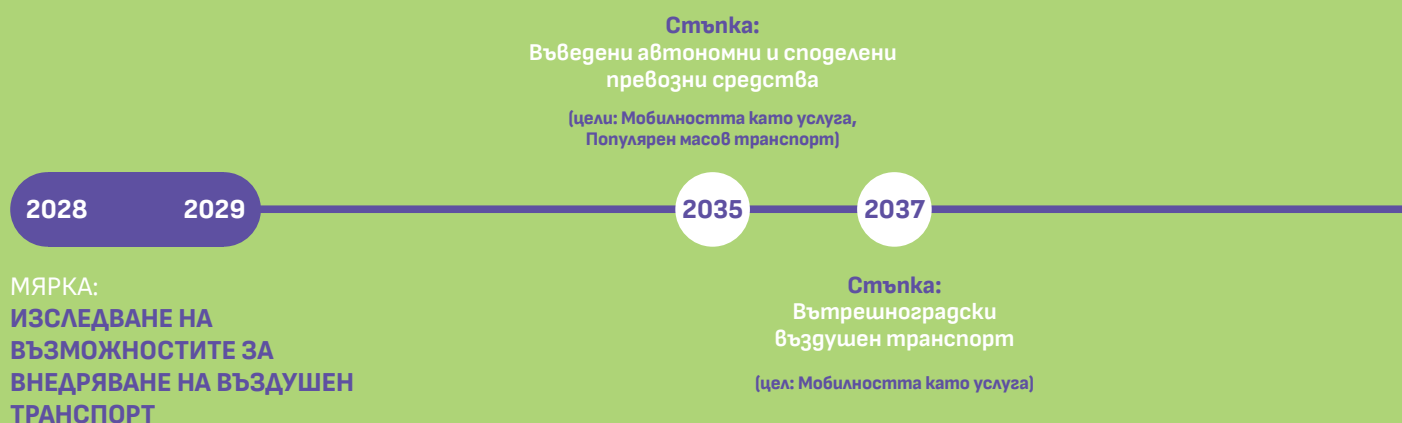 Стъпка:
Въведени автономни и споделени
превозни средства
(цели: Мобилността като услуга,
Популярен масов транспорт)
2028 2029 2035 2037
МЯРКА:
ИЗСЛЕДВАНЕ НА
ВЪЗМОЖНОСТИТЕ ЗА
ВНЕДРЯВАНЕ НА ВЪЗДУШЕН
ТРАНСПОРТ
Стъпка:
Вътрешноградски
въздушен транспорт
(цел: Мобилността като услуга)